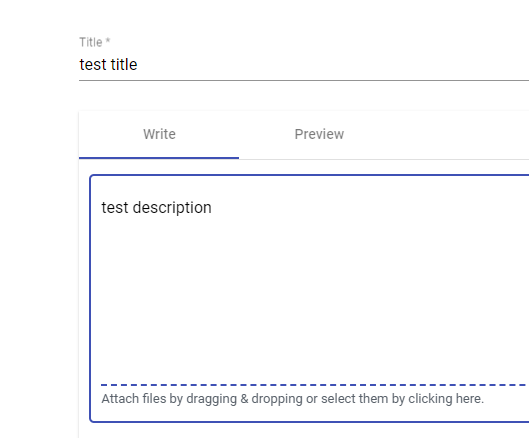 Title *
test title
Write Preview
test description
Attach files by dragging & dropping or select them by clicking here.